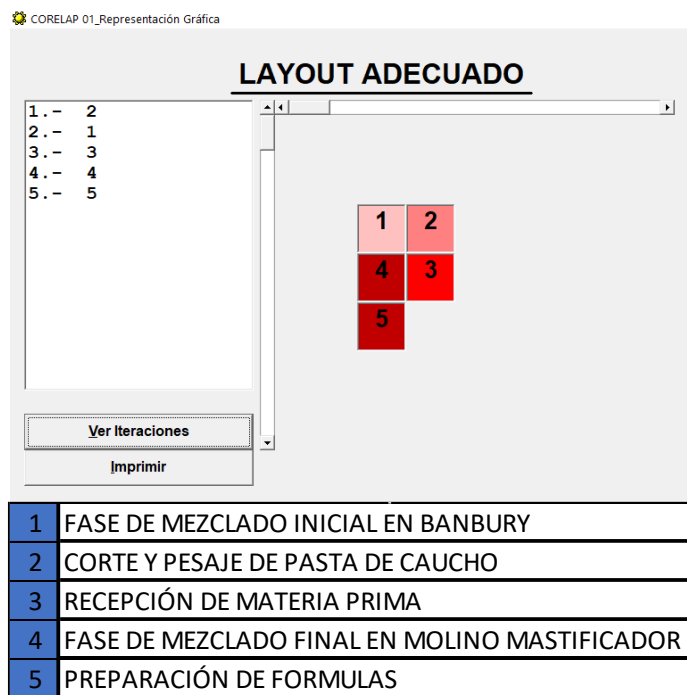 CORELAP 01_Representación Gráfica
LAYOUT ADECUADO
1.- 2
2.- 1
3.- 3
4.- 4
5.- 5
1 2
4 3
5
Ver Iteraciones
Imprimir
1 FASE DE MEZCLADO INICIAL EN BANBURY
2 CORTE Y PESAJE DE PASTA DE CAUCHO
3 RECEPCIÓN DE MATERIA PRIMA
4 FASE DE MEZCLADO FINAL EN MOLINO MASTIFICADOR
5 PREPARACIÓN DE FORMULAS